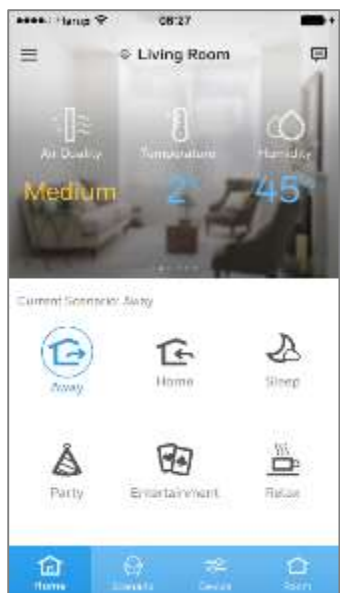 08:27
Living Room
Air Quality Temperature Humidity
Medium 2° 45
Current Scenario: Away
Away Home Sleep
Party Entertainment Relax
Home Scenario Device Room